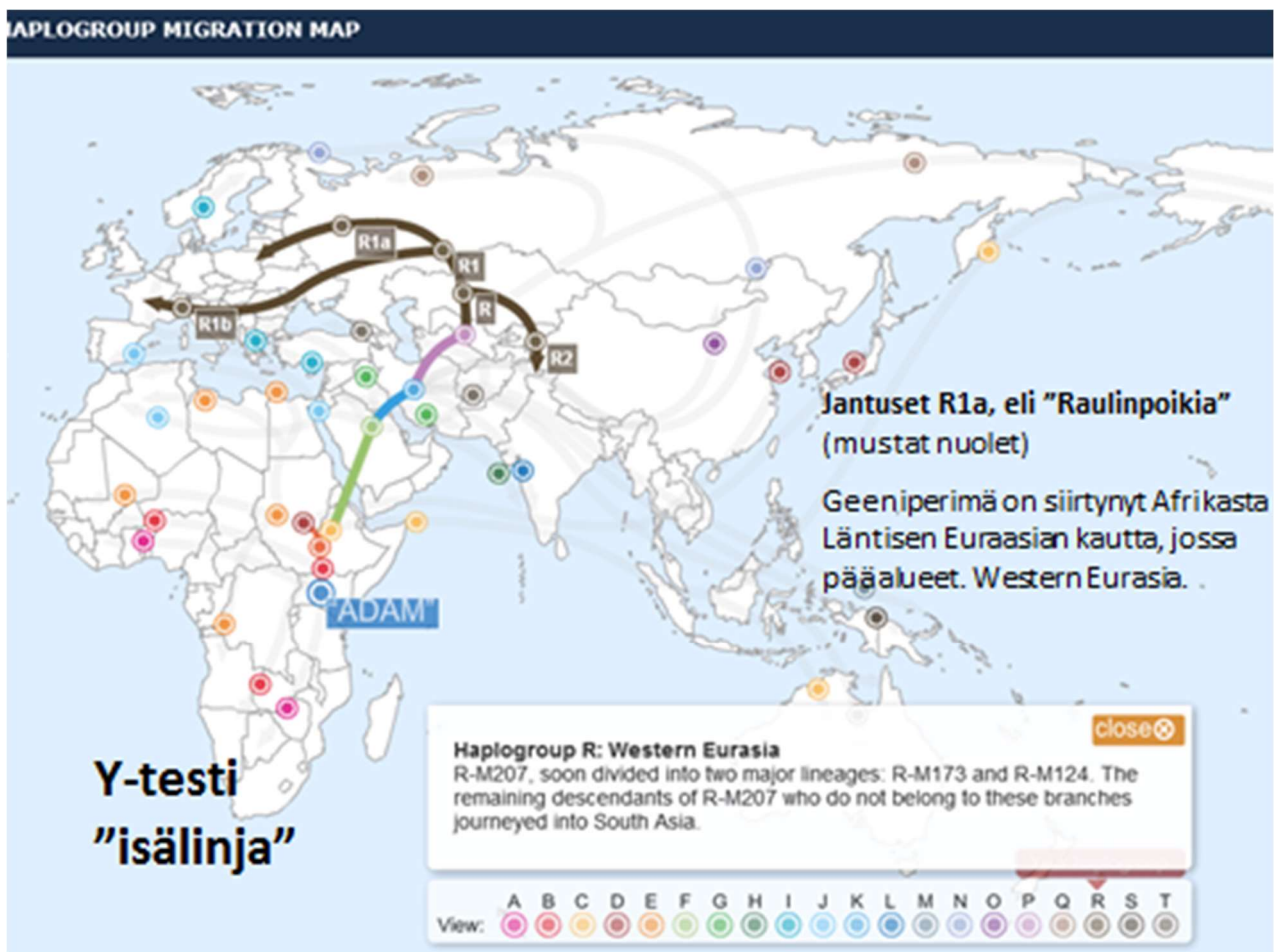 HAPLOGROUP MIGRATION MAP
R1a
R1
R
R1b
R2
Jantuset R1a, eli ”Raulinpoikia”
(mustat nuolet)
Geeniperimä on siirtynyt Afrikasta
Läntisen Euraasian kautta, jossa
pääalueet. Western Eurasia.
"ADAM"
Y-testi
”isälinja”
close
Haplogroup R: Western Eurasia
R-M207, soon divided into two major lineages: R-M173 and R-M124. The
remaining descendants of R-M207 who do not belong to these branches
journeyed into South Asia.
A B C D E F G H I J K L M N O P Q R S T
View: